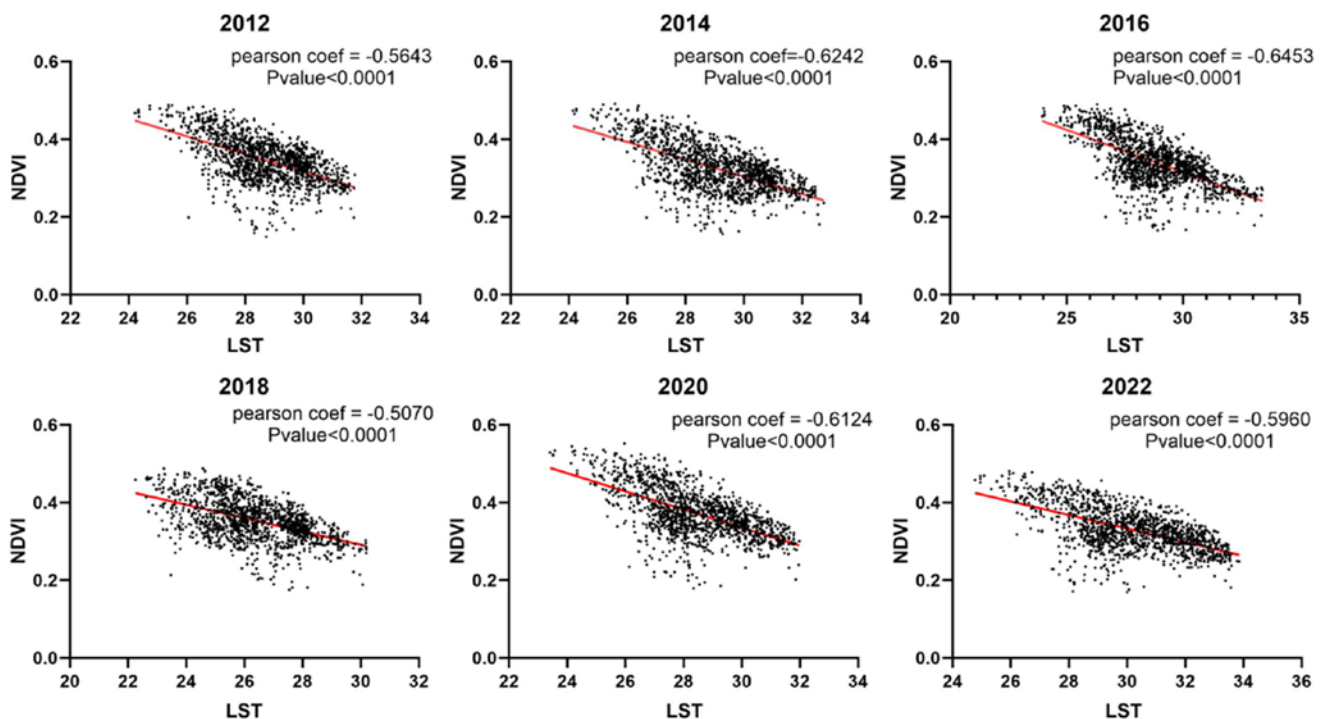 2012
pearson coef = -0.5643
Pvalue<0.0001
0.6
0.4
0.2
0.0
NDVI
22 24 26 28 30 32 34
LST
2014
pearson coef=-0.6242
Pvalue<0.0001
0.6
0.4
0.2
0.0
NDVI
22 24 26 28 30 32 34
LST
2016
pearson coef = -0.6453
Pvalue<0.0001
0.6
0.4
0.2
0.0
NDVI
20 25 30 35
LST
2018
pearson coef = -0.5070
Pvalue<0.0001
0.6
0.4
0.2
0.0
NDVI
20 22 24 26 28 30 32
LST
2020
pearson coef = -0.6124
Pvalue<0.0001
0.6
0.4
0.2
0.0
NDVI
22 24 26 28 30 32 34
LST
2022
pearson coef = -0.5960
Pvalue<0.0001
0.6
0.4
0.2
0.0
NDVI
24 26 28 30 32 34 36
LST